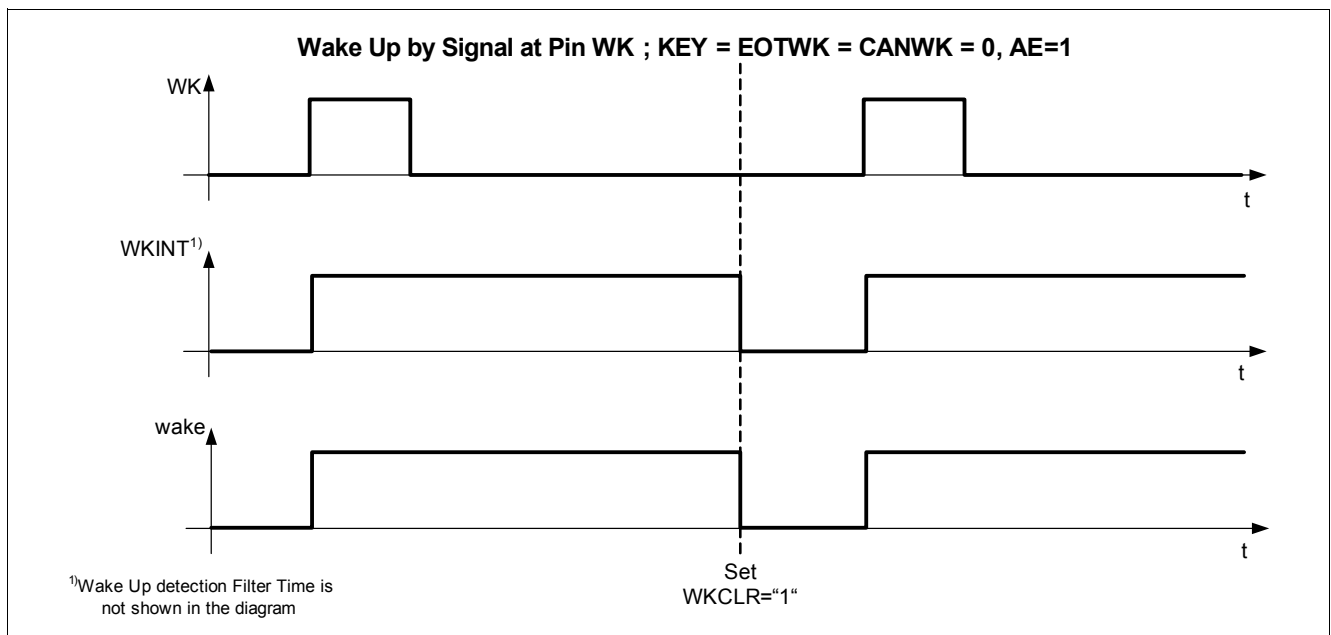 Wake Up by Signal at Pin WK ; KEY = EOTWK = CANWK = 0, AE=1
WK
t
WKINT¹⁾
t
wake
t
Set
WKCLR=“1“
¹⁾Wake Up detection Filter Time is
not shown in the diagram